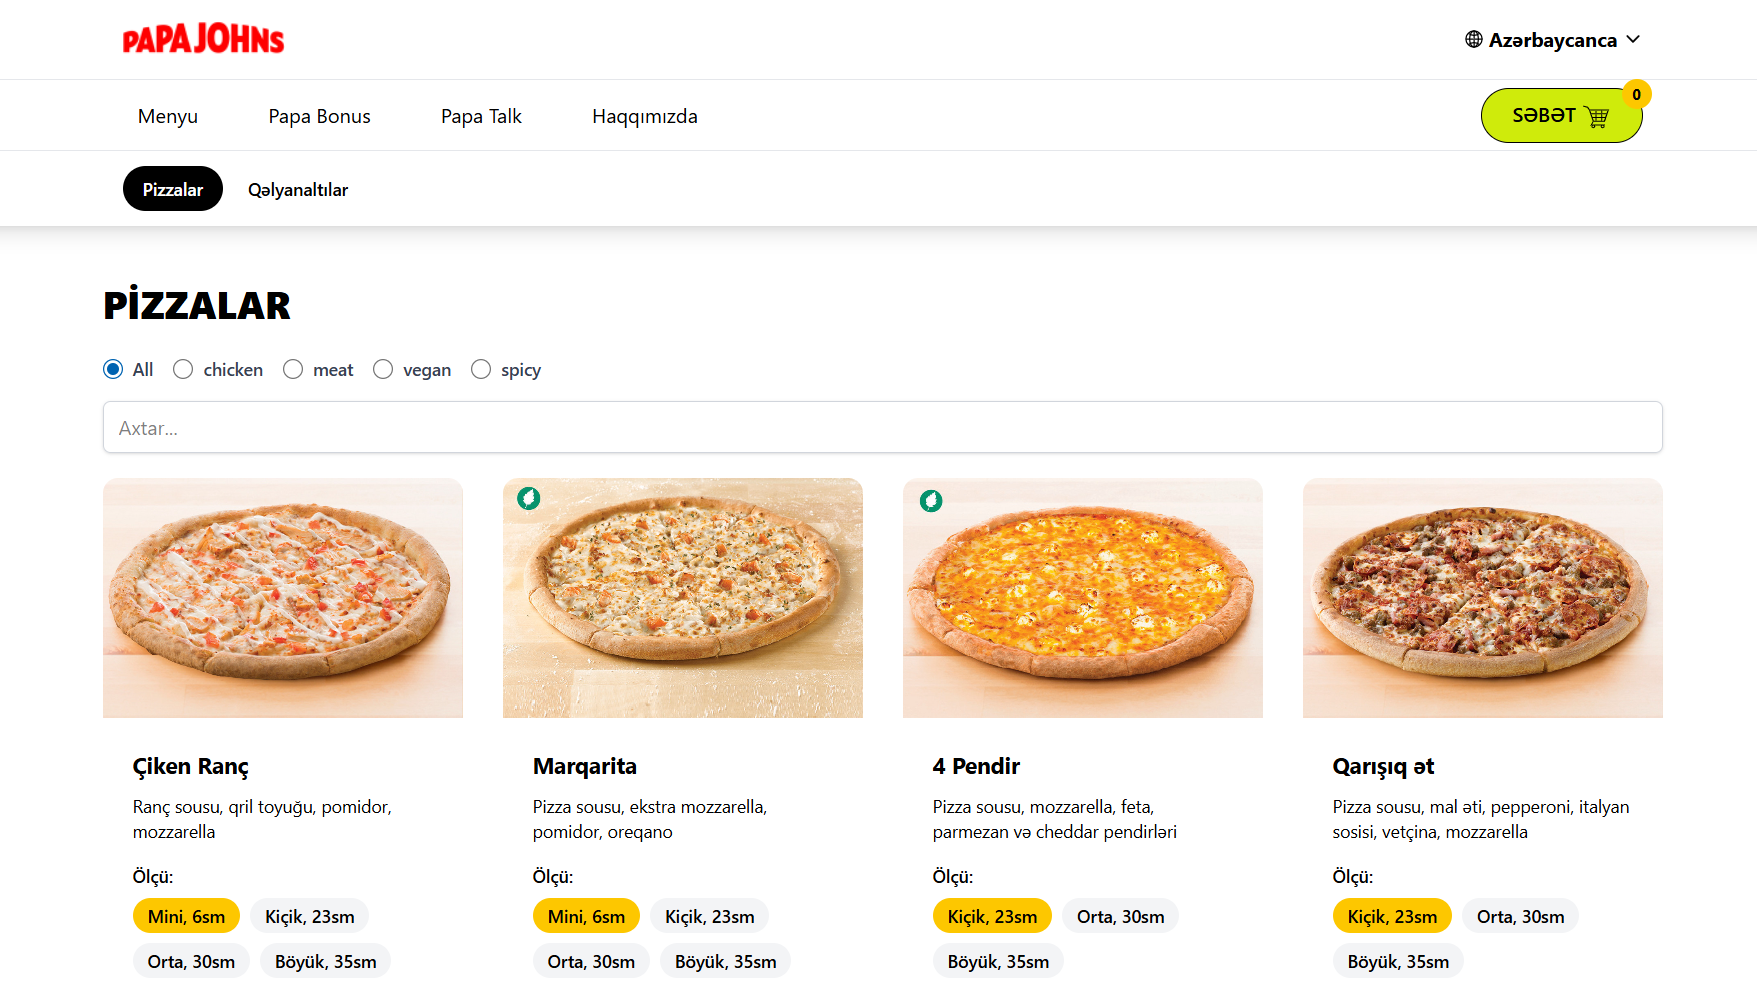 PAPA JOHNS
Azərbaycanca
Menyu
Papa Bonus
Papa Talk
Haqqımızda
SƏBƏT
0
Pizzalar
Qəlyanaltılar
PİZZALAR
All
chicken
meat
vegan
spicy
Axtar...
Çiken Ranç
Ranç sousu, qril toyuğu, pomidor,
mozzarella
Ölçü:
Mini, 6sm
Kiçik, 23sm
Orta, 30sm
Böyük, 35sm
Marqarita
Pizza sousu, ekstra mozzarella,
pomidor, oreqano
Ölçü:
Mini, 6sm
Kiçik, 23sm
Orta, 30sm
Böyük, 35sm
4 Pendir
Pizza sousu, mozzarella, feta,
parmezan və cheddar pendirləri
Ölçü:
Kiçik, 23sm
Orta, 30sm
Böyük, 35sm
Qarışıq ət
Pizza sousu, mal əti, pepperoni, italyan
sosisi, vetçina, mozzarella
Ölçü:
Kiçik, 23sm
Orta, 30sm
Böyük, 35sm